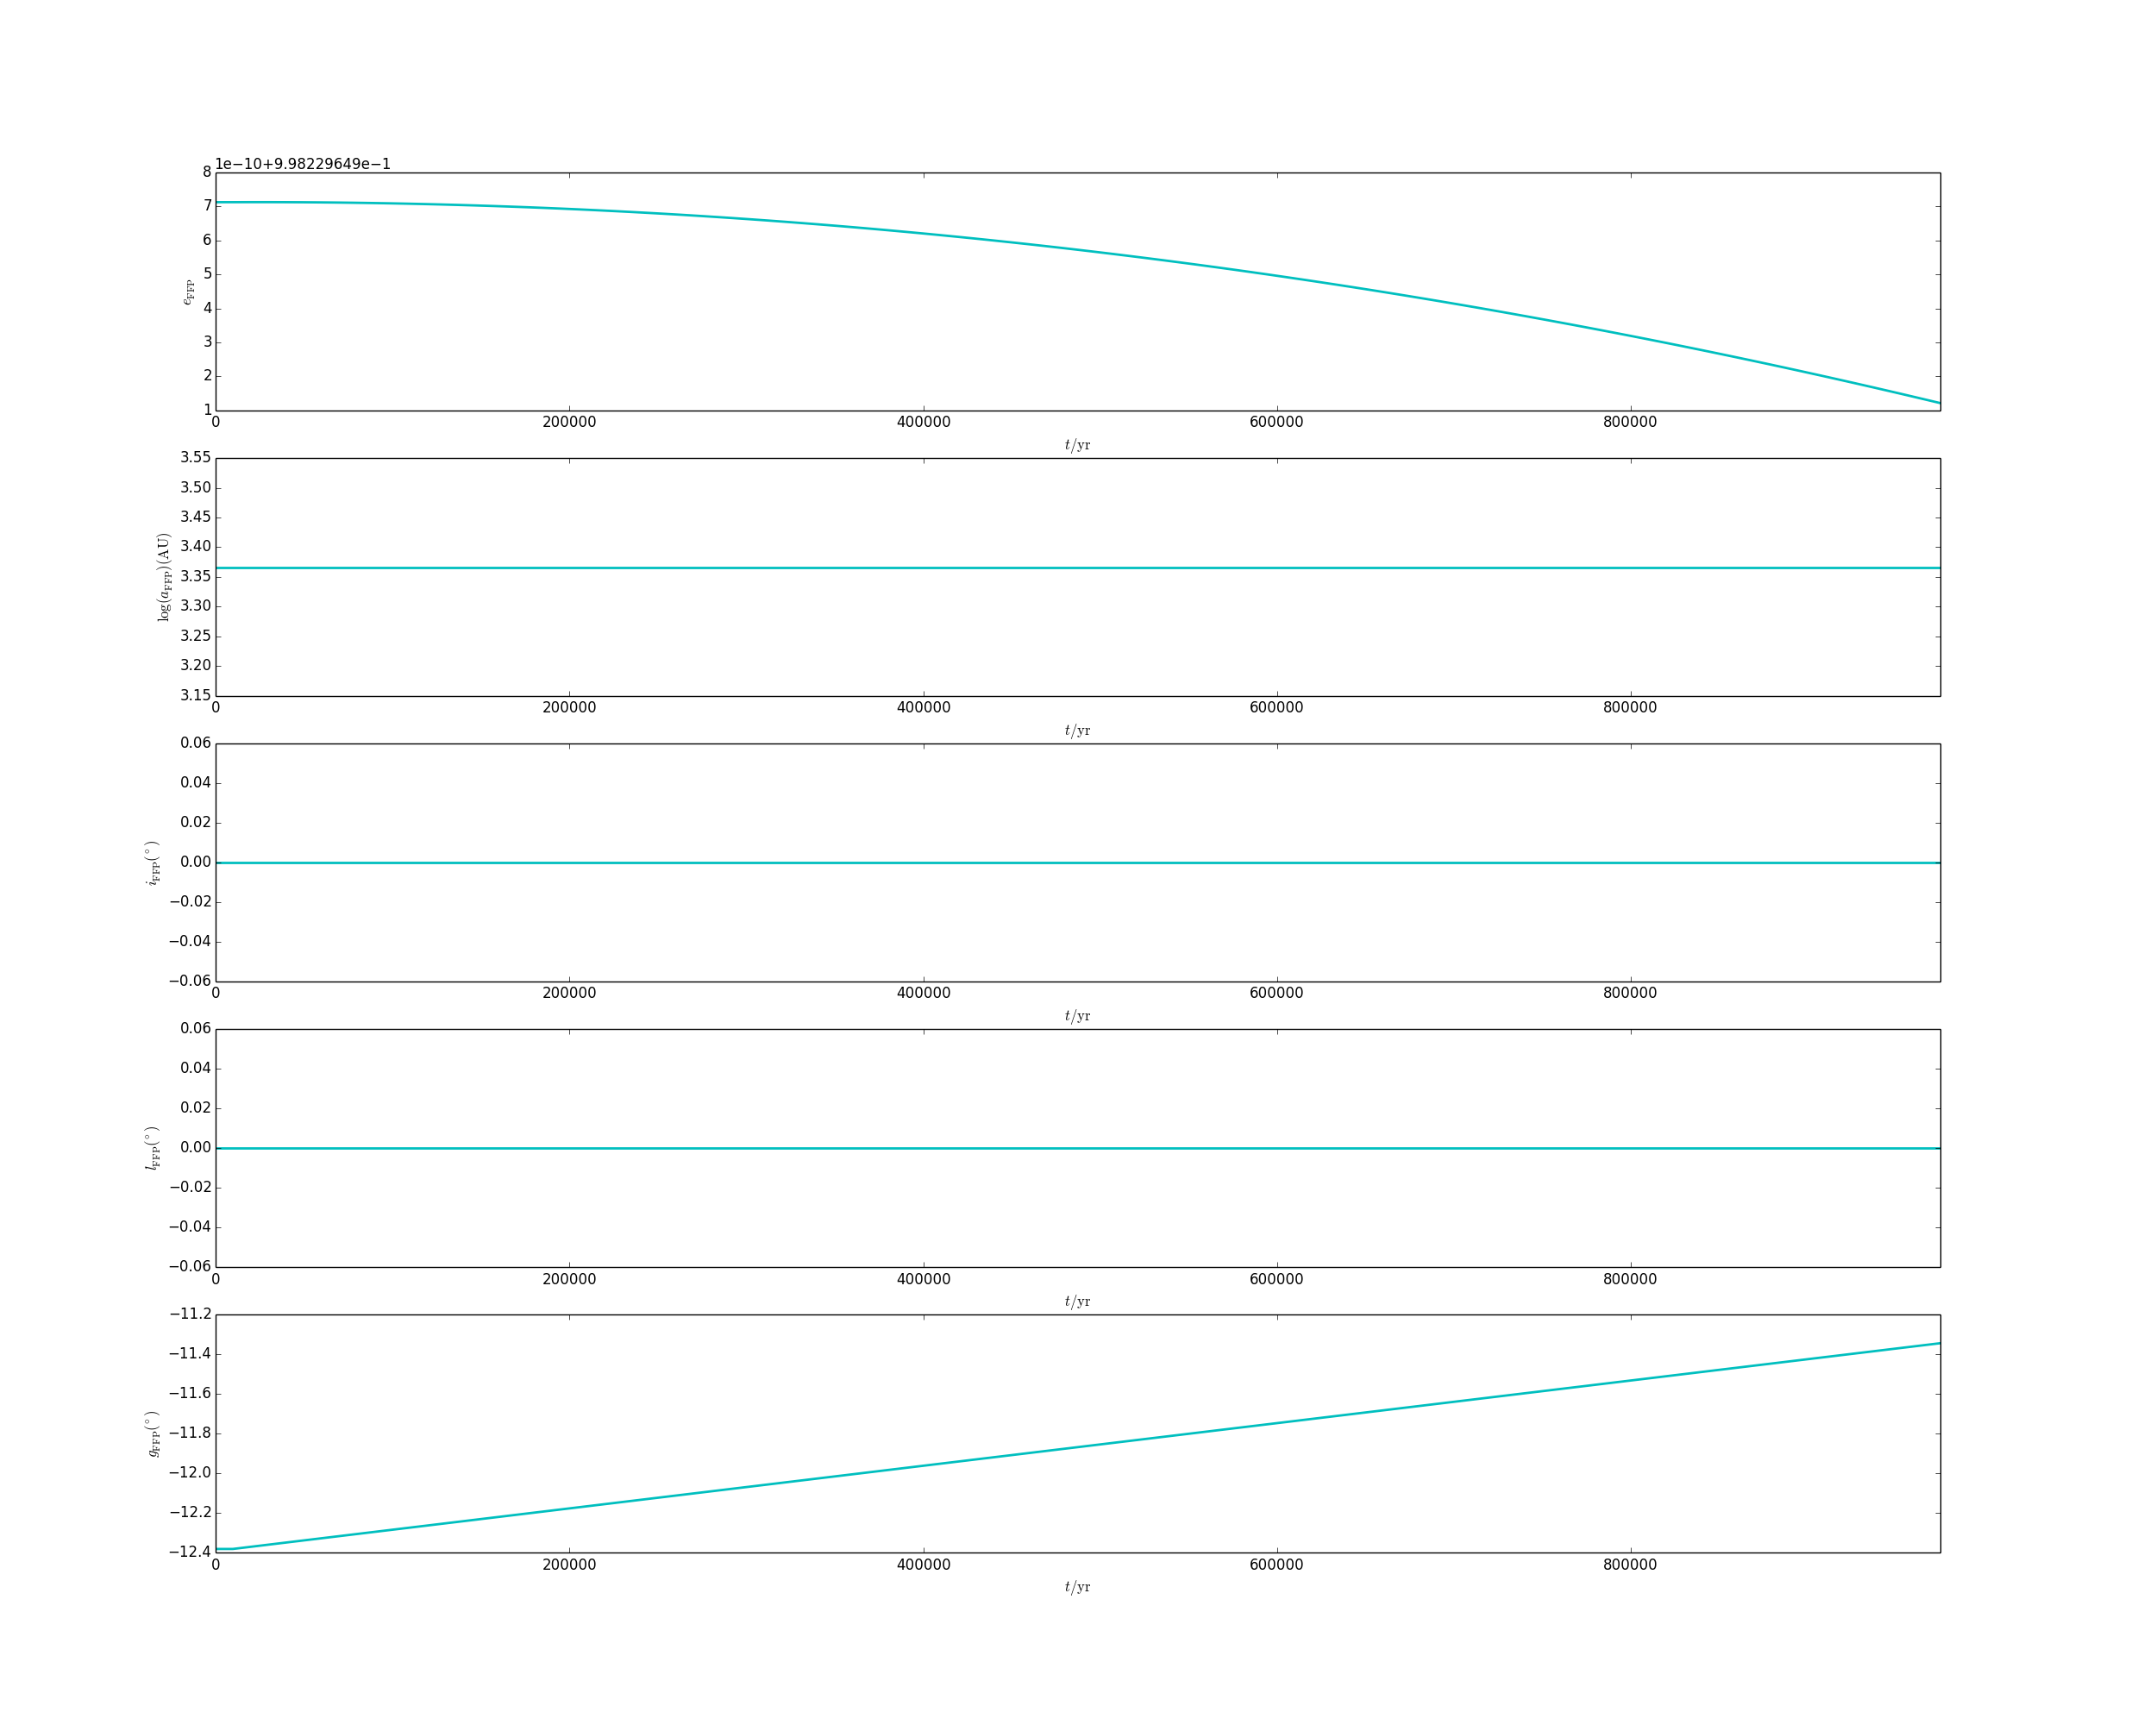 1e−10+9.98229649e−1
8
7
6
5
4
3
2
1
e_FFP
0 200000 400000 600000 800000
t/yr
3.55
3.50
3.45
3.40
3.35
3.30
3.25
3.20
3.15
log(a_FFP)(AU)
0 200000 400000 600000 800000
t/yr
0.06
0.04
0.02
0.00
−0.02
−0.04
−0.06
i_FFP(°)
0 200000 400000 600000 800000
t/yr
0.06
0.04
0.02
0.00
−0.02
−0.04
−0.06
l_FFP(°)
0 200000 400000 600000 800000
t/yr
−11.2
−11.4
−11.6
−11.8
−12.0
−12.2
−12.4
g_FFP(°)
0 200000 400000 600000 800000
t/yr